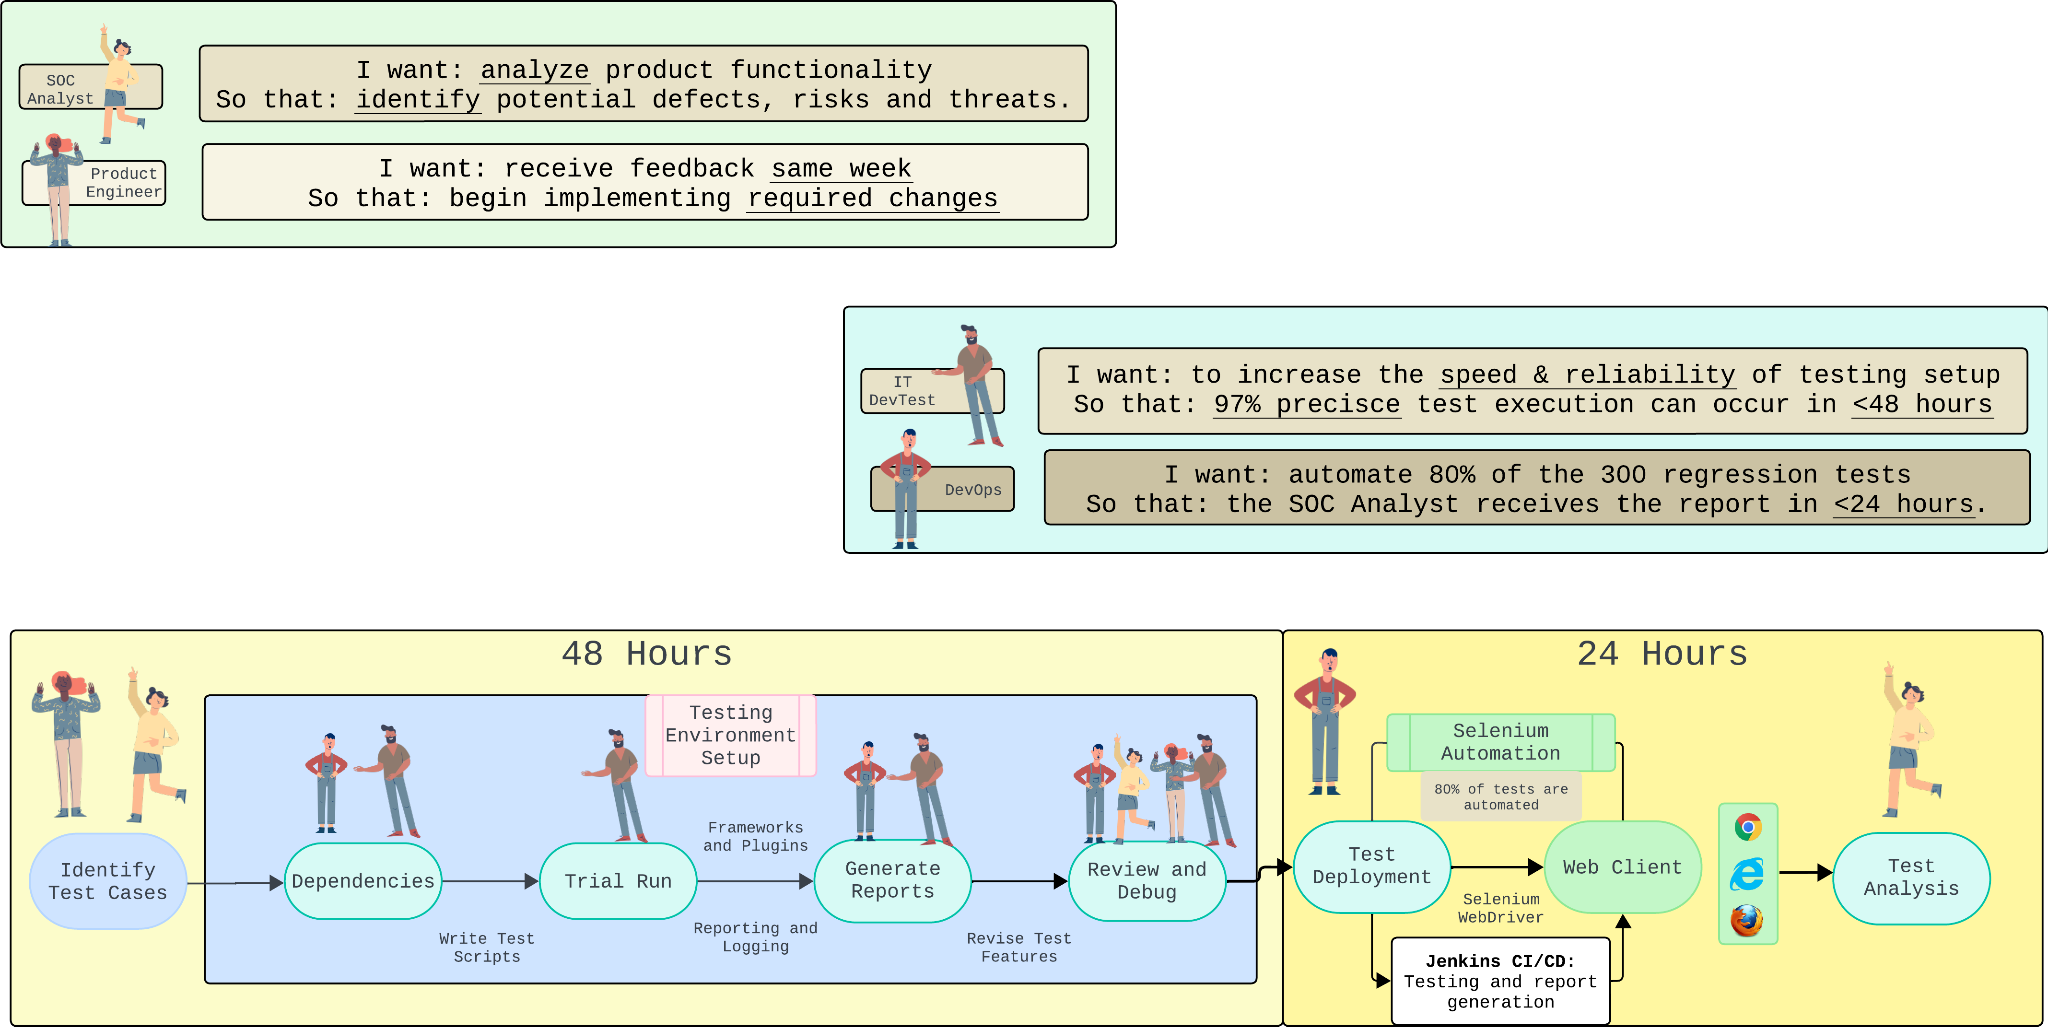 SOC
Analyst
I want: analyze product functionality
So that: identify potential defects, risks and threats.
Product
Engineer
I want: receive feedback same week
So that: begin implementing required changes
IT
DevTest
I want: to increase the speed & reliability of testing setup
So that: 97% precisce test execution can occur in <48 hours
DevOps
I want: automate 80% of the 300 regression tests
So that: the SOC Analyst receives the report in <24 hours.
48 Hours
Testing
Environment
Setup
Identify
Test Cases
Dependencies
Write Test
Scripts
Trial Run
Frameworks
and Plugins
Reporting and
Logging
Generate
Reports
Revise Test
Features
Review and
Debug
24 Hours
Selenium
Automation
80% of tests are
automated
Test
Deployment
Selenium
WebDriver
Web Client
Jenkins CI/CD:
Testing and report
generation
Test
Analysis